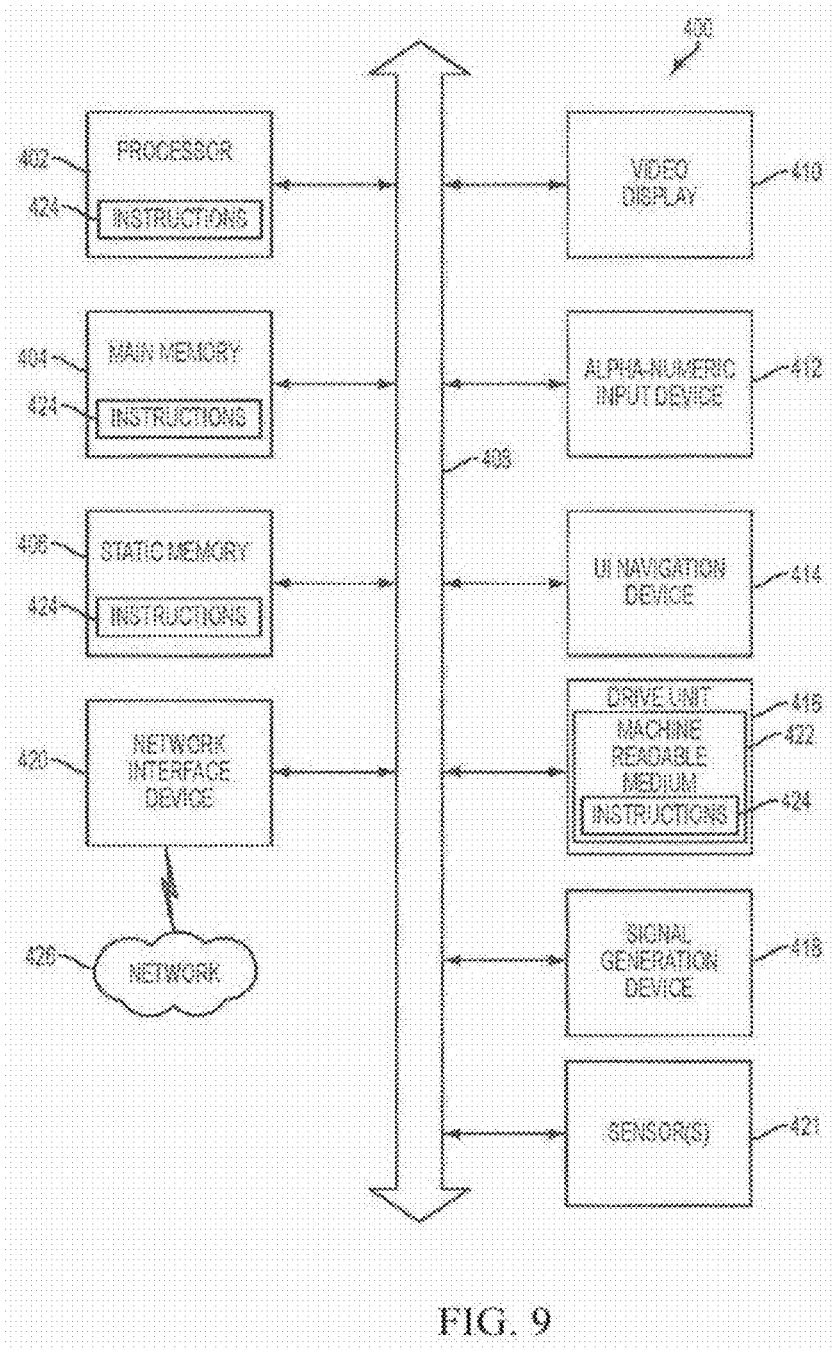 400
402
PROCESSOR
424
INSTRUCTIONS
VIDEO
DISPLAY
410
404
MAIN MEMORY
424
INSTRUCTIONS
ALPHA-NUMERIC
INPUT DEVICE
412
408
406
STATIC MEMORY
424
INSTRUCTIONS
UI NAVIGATION
DEVICE
414
420
NETWORK
INTERFACE
DEVICE
DRIVE UNIT
416
MACHINE
READABLE
MEDIUM
422
INSTRUCTIONS
424
426
NETWORK
SIGNAL
GENERATION
DEVICE
418
SENSOR(S)
421
FIG. 9